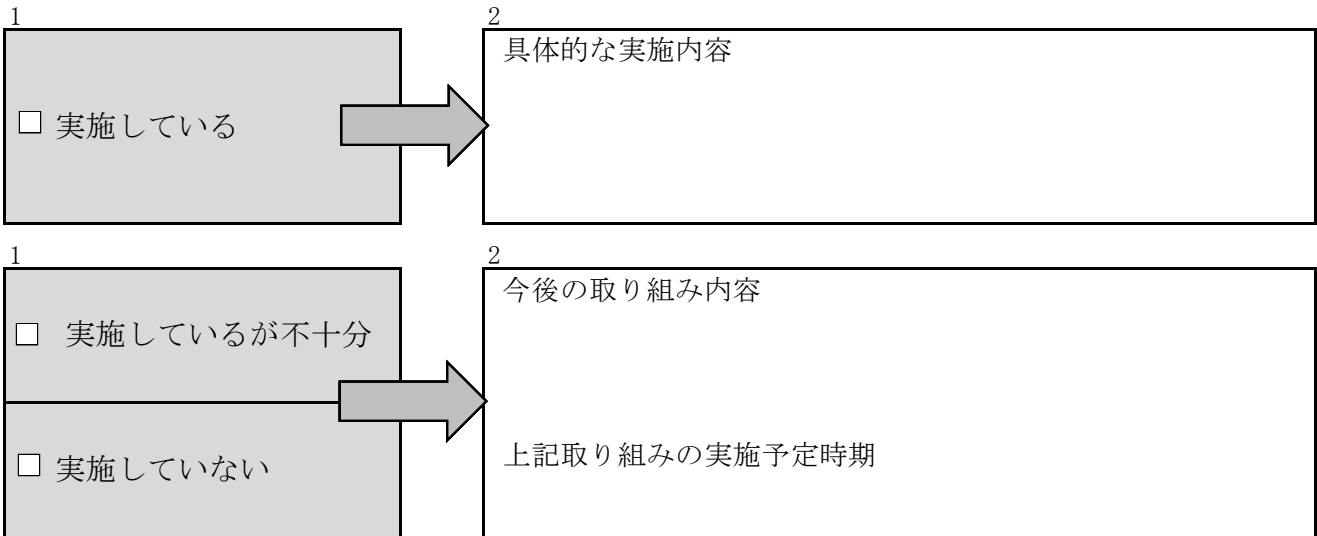 1
2
□ 実施している
具体的な実施内容
1
2
□ 実施しているが不十分
□ 実施していない
今後の取り組み内容
上記取り組みの実施予定時期